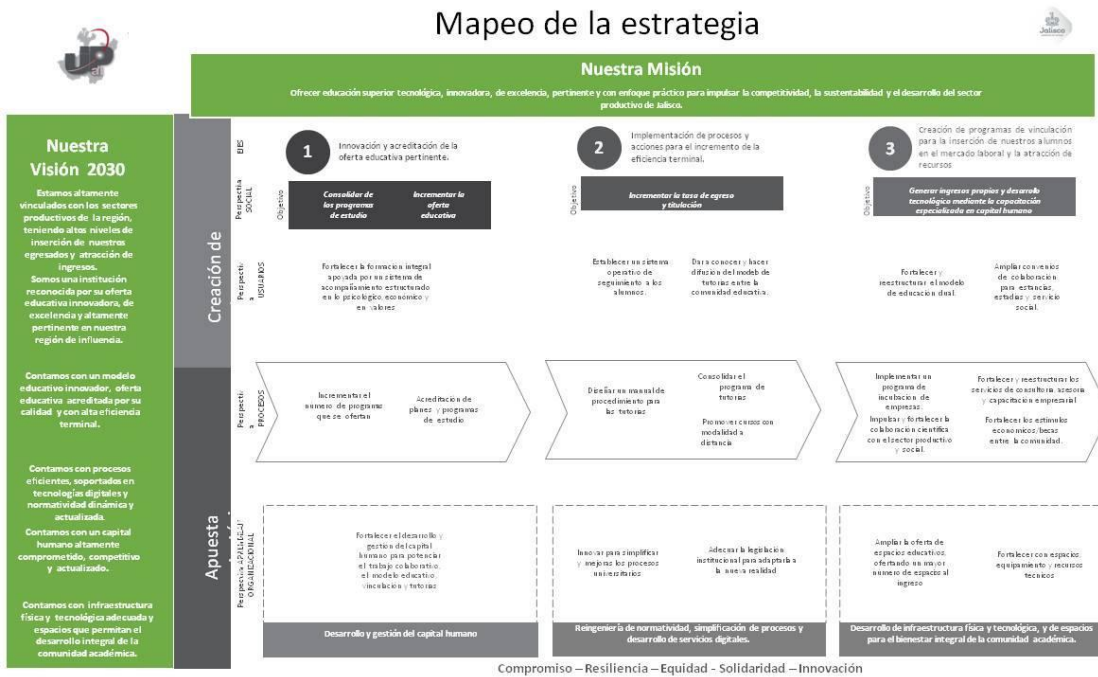 Mapeo de la estrategia
Jalisco
Nuestra Misión
Ofrecer educación superior tecnológica, innovadora, de excelencia, pertinente y con enfoque práctico para impulsar la competitividad, la sustentabilidad y el desarrollo del sector
productivo de Jalisco.
Nuestra
Visión 2030
Estamos altamente
vinculados con los sectores
productivos de la región,
teniendo altos niveles de
inserción de nuestros
egresados y atracción de
ingresos.
Somos una institución
reconocida por su oferta
educativa innovadora, de
excelencia y altamente
pertinente en nuestra
región de influencia.
Contamos con un modelo
educativo innovador, oferta
educativa acreditada por su
calidad y con alta eficiencia
terminal.
Contamos con procesos
eficientes, soportados en
tecnologías digitales y
normatividad dinámica y
actualizada.
Contamos con un capital
humano altamente
comprometido, competitivo
y actualizado.
Contamos con infraestructura
física y tecnológica adecuada y
espacios que permitan el
desarrollo integral de la
comunidad académica.
Creación de
Apuesta
EJES
1
Innovación y acreditación de la
oferta educativa pertinente.
2
Implementación de procesos y
acciones para el incremento de la
eficiencia terminal.
3
Creación de programas de vinculación
para la inserción de nuestros alumnos
en el mercado laboral y la atracción de
recursos
SOCIAL
Objetivo
Consolidar de
los programas
de estudio
Incrementar la
oferta
educativa
Objetivo
Incrementar la tasa de egreso
y titulación
Objetivo
Generar ingresos propios y desarrollo
tecnológico mediante la capacitación
especializada en capital humano
Perspectiv
a USUARIOS
Fortalecer la formación integral
apoyada por un sistema de
acompañamiento estructurado
en lo psicológico, económico y
en valores
Establecer un sistema
operativo de
seguimiento a los
alumnos.
Dar a conocer y hacer
difusión del modelo de
tutorías entre la
comunidad educativa.
Fortalecer y
reestructurar el modelo
de educación dual.
Ampliar convenios
de colaboración
para estancias,
estadías y servicio
social.
Perspectiv
a PROCESOS
Incrementar el
número de programas
que se ofertan
Acreditación de
planes y programas
de estudio
Diseñar un manual de
procedimiento para
las tutorías
Consolidar el
programa de
tutorías
Promover cursos con
modalidad a
distancia
Implementar un
programa de
incubación de
empresas.
Impulsar y fortalecer la
colaboración científica
con el sector productivo
y social.
Fortalecer y reestructurar los
servicios de consultoría, asesoría
y capacitación empresarial
Fortalecer los estímulos
económicos/becas
entre la comunidad.
ORGANIZACIONAL
Fortalecer el desarrollo y
gestión del capital
humano para potenciar
el trabajo colaborativo,
el modelo educativo,
vinculación y tutorías
Innovar para simplificar
y mejoras los procesos
universitarios
Adecuar la legislación
institucional para adaptarla a
la nueva realidad
Ampliar la oferta de
espacios educativos,
ofertando un mayor
número de espacios al
ingreso
Fortalecer con espacios,
equipamiento y recursos
tecnicos
Desarrollo y gestión del capital humano
Reingeniería de normatividad, simplificación de procesos y
desarrollo de servicios digitales.
Desarrollo de infraestructura física y tecnológica, y de espacios
para el bienestar integral de la comunidad académica.
Compromiso – Resiliencia – Equidad - Solidaridad – Innovación